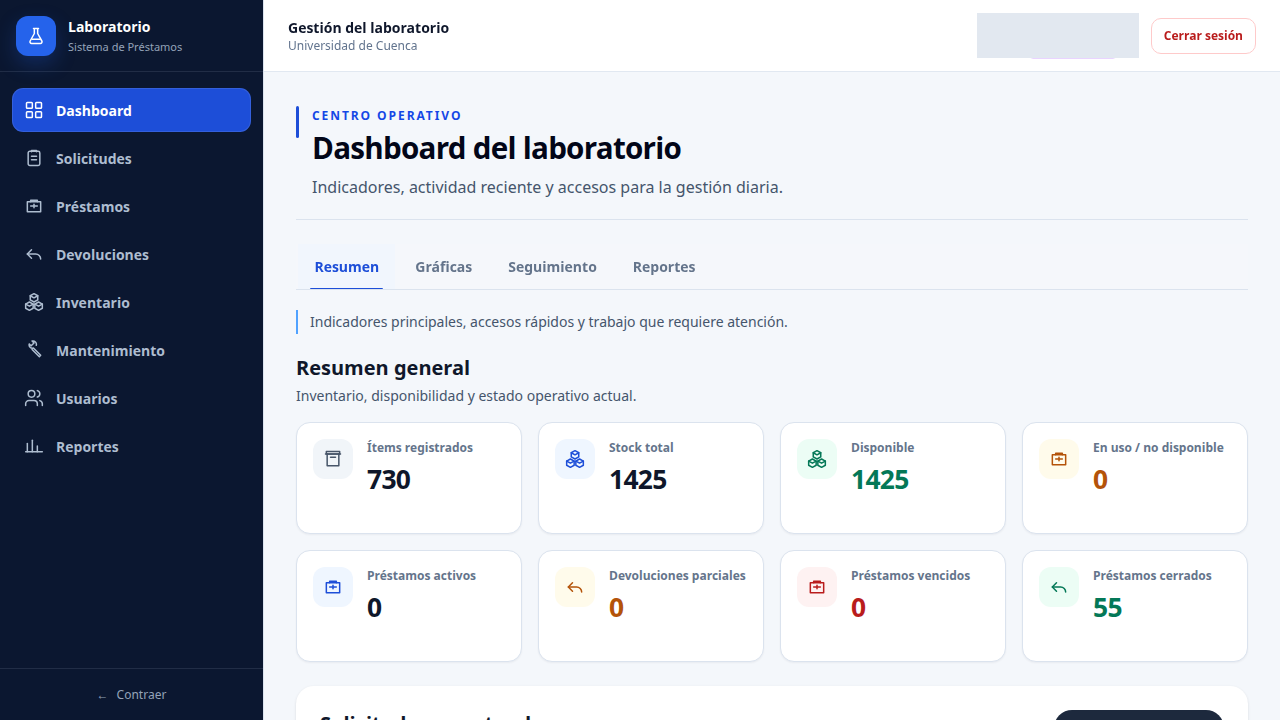 Laboratorio
Sistema de Préstamos
Dashboard
Solicitudes
Préstamos
Devoluciones
Inventario
Mantenimiento
Usuarios
Reportes
← Contraer
Gestión del laboratorio
Universidad de Cuenca
Cerrar sesión
CENTRO OPERATIVO
Dashboard del laboratorio
Indicadores, actividad reciente y accesos para la gestión diaria.
Resumen Gráficas Seguimiento Reportes
Indicadores principales, accesos rápidos y trabajo que requiere atención.
Resumen general
Inventario, disponibilidad y estado operativo actual.
Ítems registrados
730
Stock total
1425
Disponible
1425
En uso / no disponible
0
Préstamos activos
0
Devoluciones parciales
0
Préstamos vencidos
0
Préstamos cerrados
55